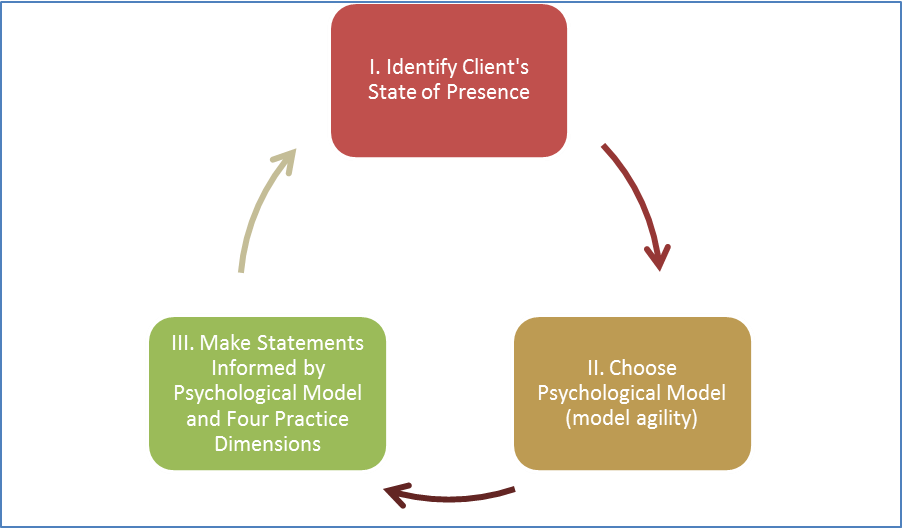 I. Identify Client's
State of Presence
II. Choose
Psychological Model
(model agility)
III. Make Statements
Informed by
Psychological Model
and Four Practice
Dimensions